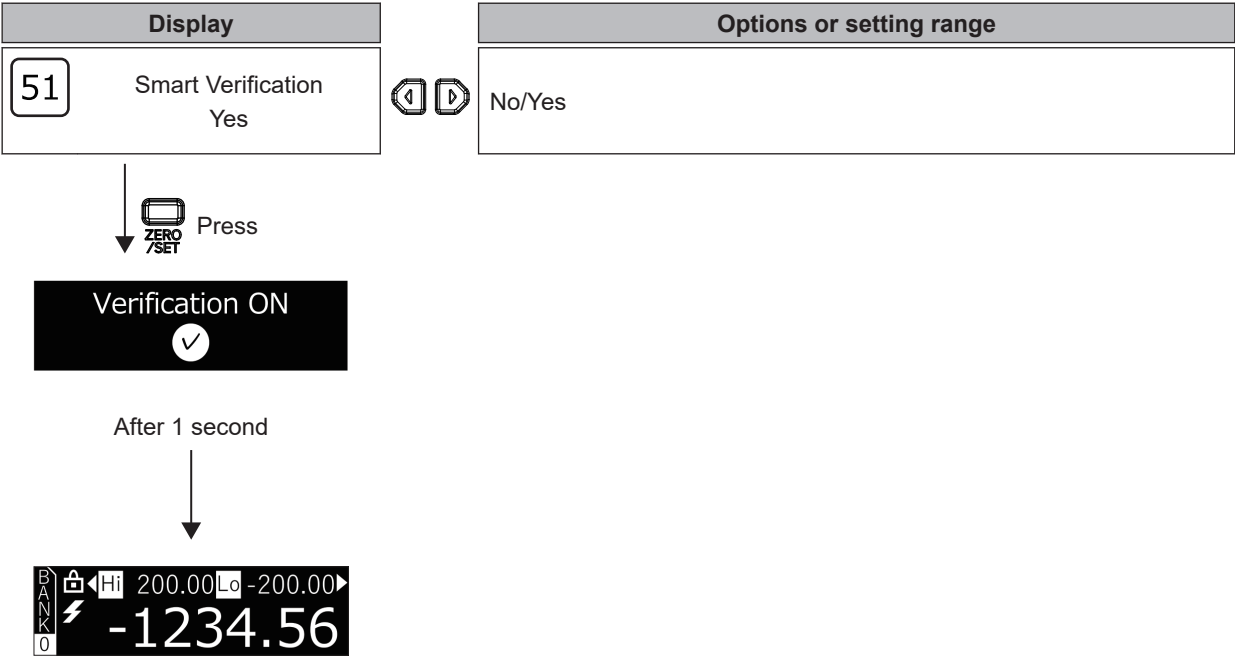 Display
Options or setting range
51
Smart Verification
Yes
No/Yes
ZERO
/SET
Press
Verification ON
After 1 second
BANK
0
Hi 200.00 Lo -200.00
-1234.56